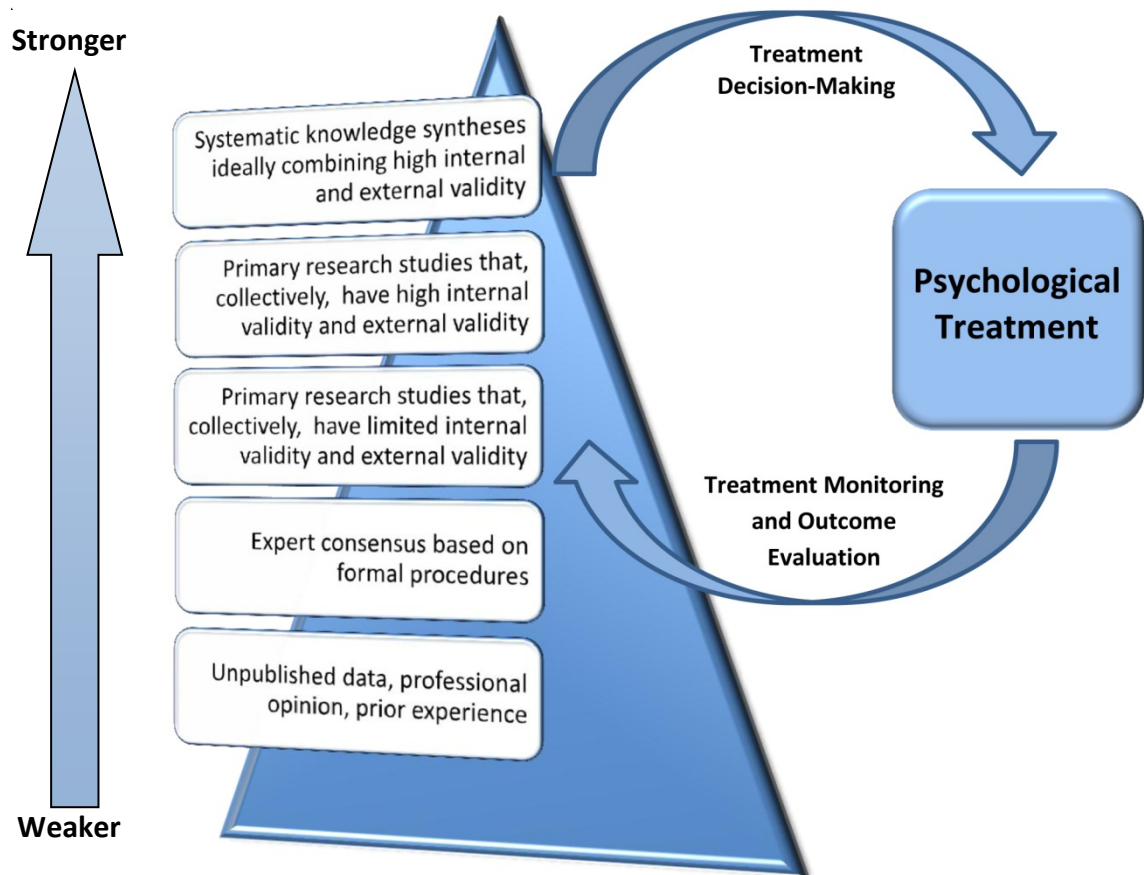 Stronger
Treatment
Decision-Making
Systematic knowledge syntheses
ideally combining high internal
and external validity
Primary research studies that,
collectively, have high internal
validity and external validity
Psychological
Treatment
Primary research studies that,
collectively, have limited internal
validity and external validity
Treatment Monitoring
and Outcome
Evaluation
Expert consensus based on
formal procedures
Unpublished data, professional
opinion, prior experience
Weaker